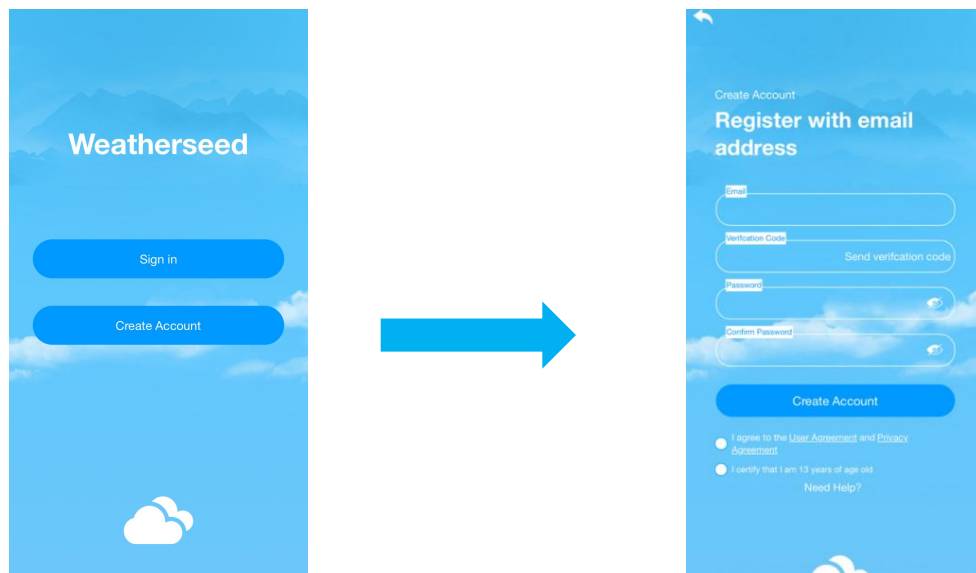 Weatherseed
Sign in
Create Account
Create Account
Register with email
address
Email
Verifcation Code
Send verifcation code
Password
Confirm Password
Create Account
I agree to the User Agreement and Privacy
Agreement
I certify that I am 13 years of age old
Need Help?